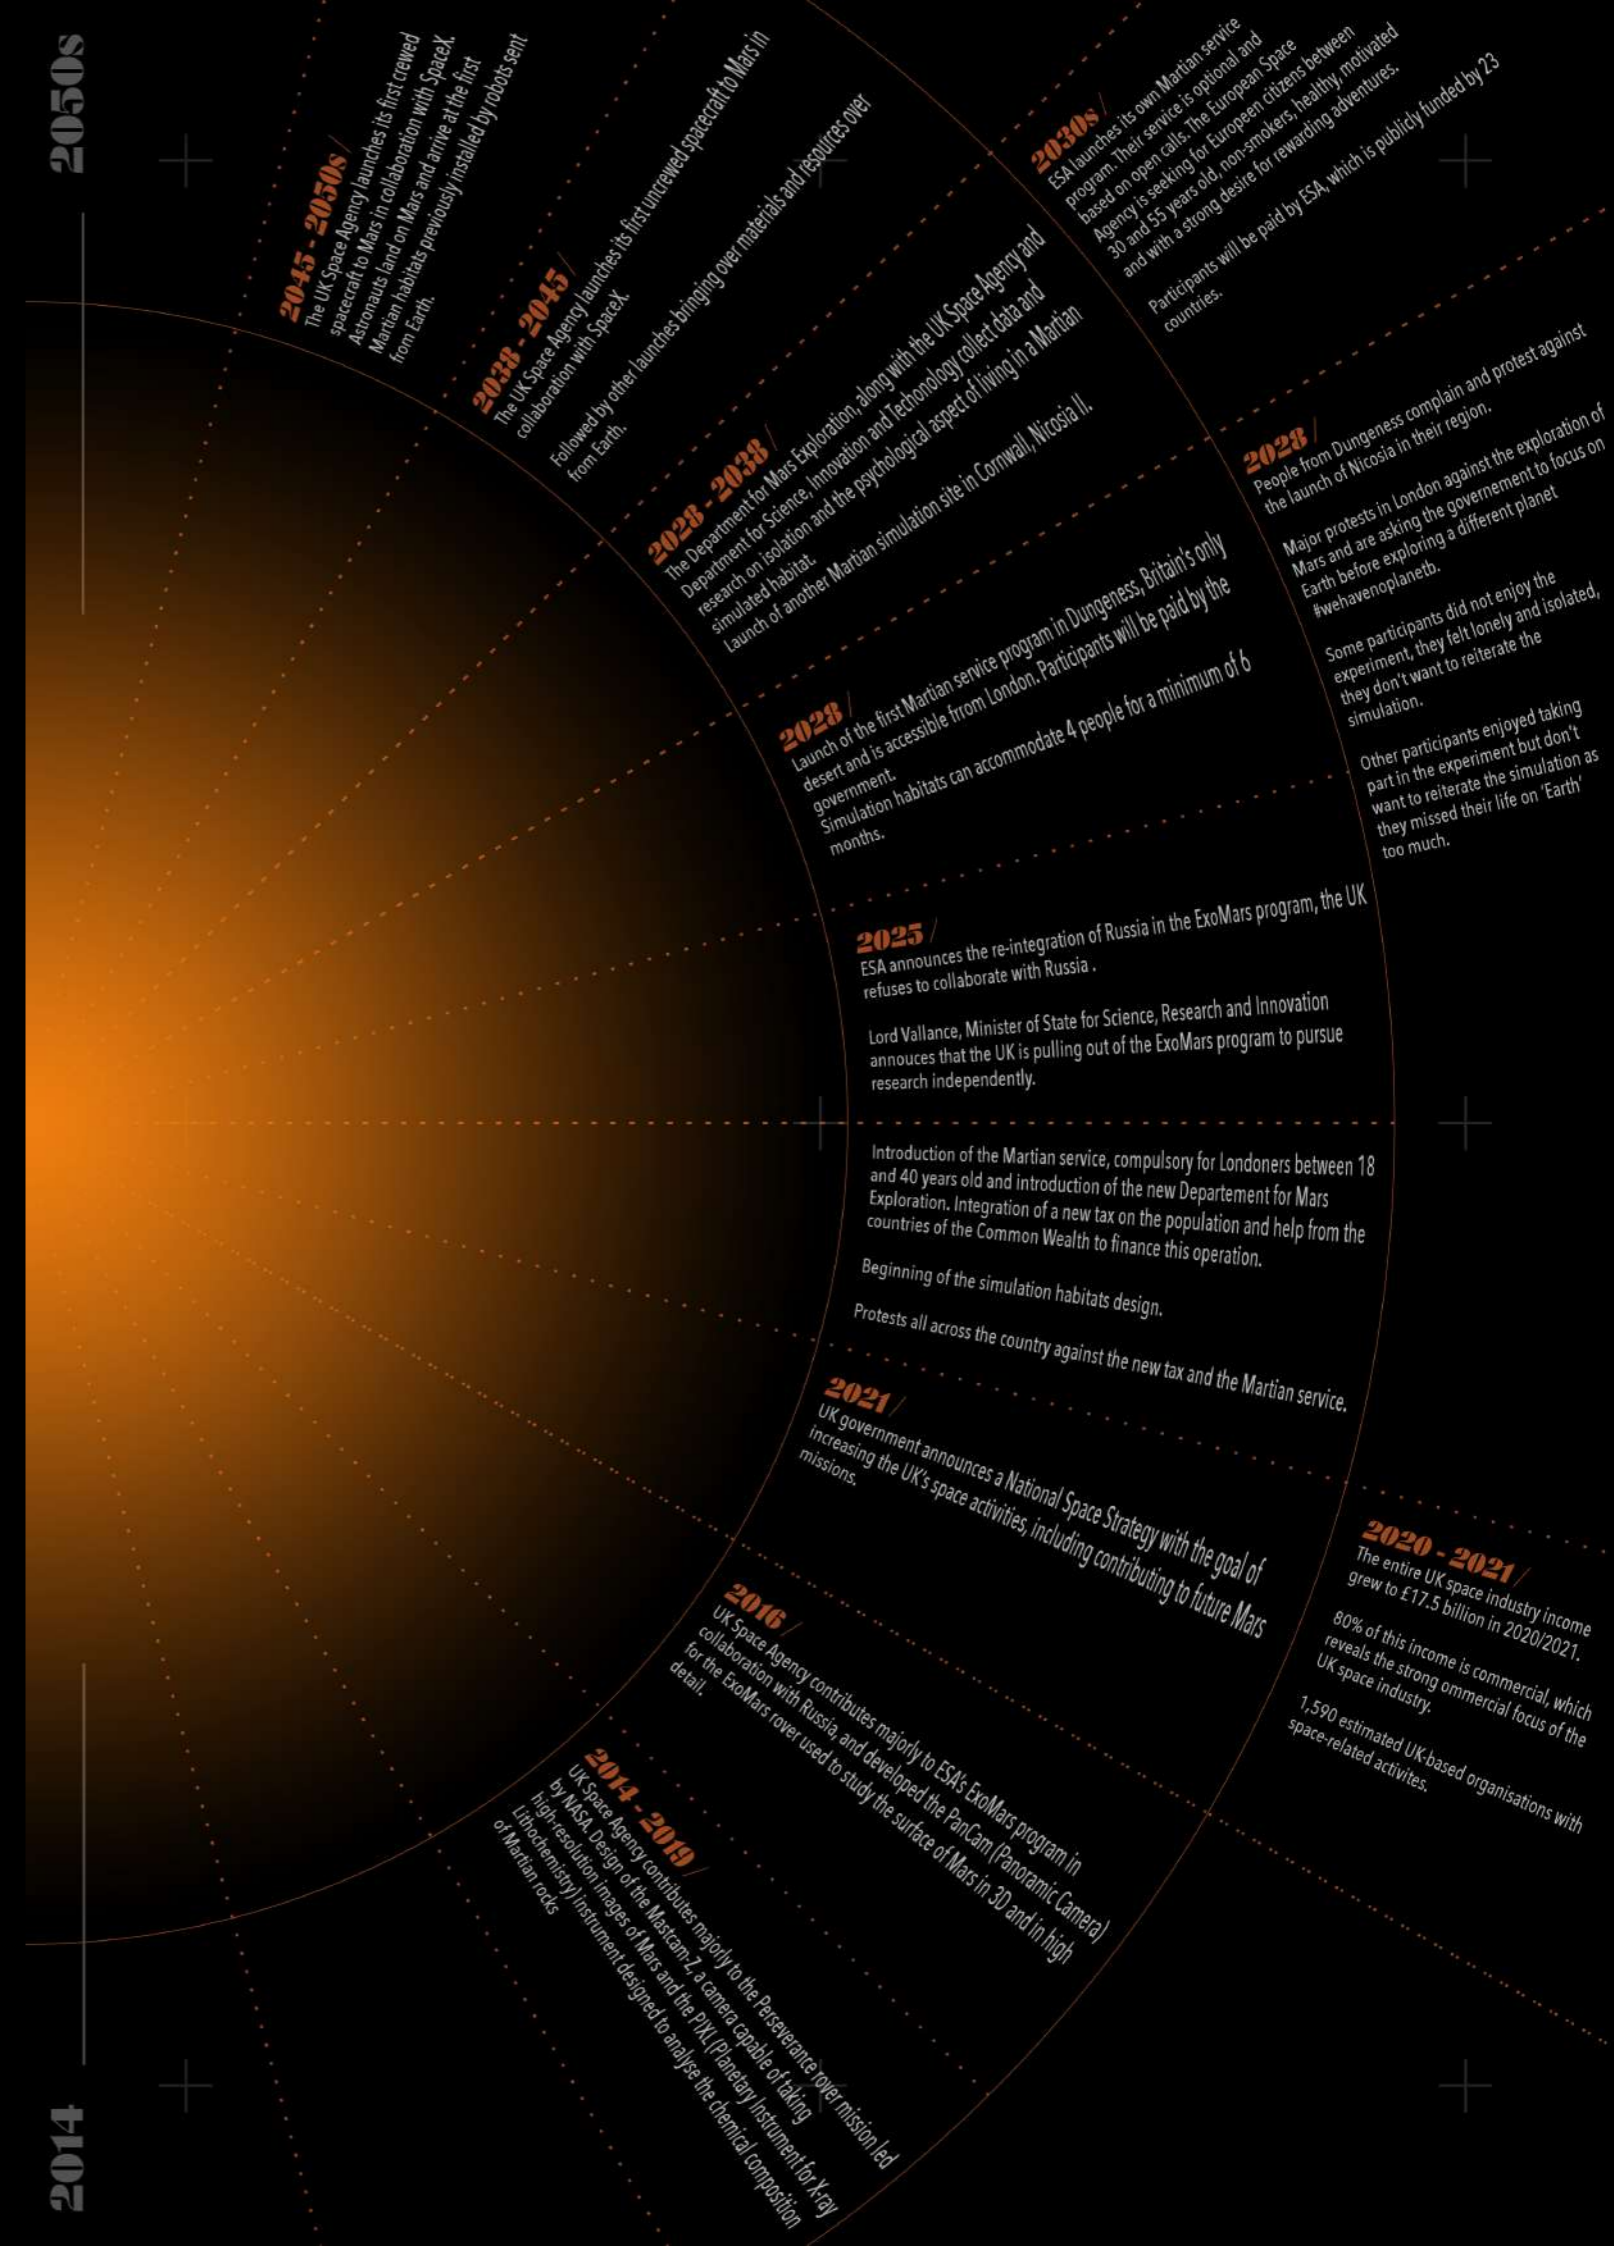 2050s
2045 - 2050s /
The UK Space Agency launches its first crewed
spacecraft to Mars in collaboration with SpaceX.
Astronauts land on Mars and arrive at the first
Martian habitats previously installed by robots sent
from Earth.
2038 - 2045 /
The UK Space Agency launches its first uncrewed spacecraft to Mars in
collaboration with SpaceX.
Followed by other launches bringing over materials and resources over
from Earth.
2028 - 2038 /
The Department for Mars Exploration, along with the UK Space Agency and
Department for Science, Innovation and Technology collect data and
research on isolation and the psychological aspect of living in a Martian
simulated habitat.
Launch of another Martian simulation site in Cornwall, Nicosia II.
2030s /
ESA launches its own Martian service
program. Their service is optional and
based on open calls. The European Space
Agency is seeking for Europeen citizens between
30 and 55 years old, non-smokers, healthy, motivated
and with a strong desire for rewarding adventures.
Participants will be paid by ESA, which is publicly funded by 23
countries.
2028 /
Launch of the first Martian service program in Dungeness, Britain's only
desert and is accessible frrom London. Participants will be paid by the
government.
Simulation habitats can accommodate 4 people for a minimum of 6
months.
2028 /
People from Dungeness complain and protest against
the launch of Nicosia in their region.
Major protests in London against the exploration of
Mars and are asking the governement to focus on
Earth before exploring a different planet
#wehavenoplanetb.
Some participants did not enjoy the
experiment, they felt lonely and isolated,
they don't want to reiterate the
simulation.
Other participants enjoyed taking
part in the experiment but don't
want to reiterate the simulation as
they missed their life on 'Earth'
too much.
2025 /
ESA announces the re-integration of Russia in the ExoMars program, the UK
refuses to collaborate with Russia .
Lord Vallance, Minister of State for Science, Research and Innovation
annouces that the UK is pulling out of the ExoMars program to pursue
research independently.
Introduction of the Martian service, compulsory for Londoners between 18
and 40 years old and introduction of the new Departement for Mars
Exploration. Integration of a new tax on the population and help from the
countries of the Common Wealth to finance this operation.
Beginning of the simulation habitats design.
Protests all across the country against the new tax and the Martian service.
2021 /
UK government announces a National Space Strategy with the goal of
increasing the UK's space activities, including contributing to future Mars
missions.
2020 - 2021 /
The entire UK space industry income
grew to £17.5 billion in 2020/2021.
80% of this income is commercial, which
reveals the strong ommercial focus of the
UK space industry.
1,590 estimated UK-based organisations with
space-related activites.
2016 /
UK Space Agency contributes majorly to ESA's ExoMars program in
collaboration with Russia, and developed the PanCam (Panoramic Camera)
for the ExoMars rover used to study the surface of Mars in 3D and in high
detail.
2014 - 2019 /
UK Space Agency contributes majorly to the Perseverance rover mission led
by NASA. Design of the Mastcam-Z, a camera capable of taking
high-resolution images of Mars and the PIXL (Planetary Instrument for X-ray
Lithochemistry) instrument designed to analyse the chemical composition
of Martian rocks
2014